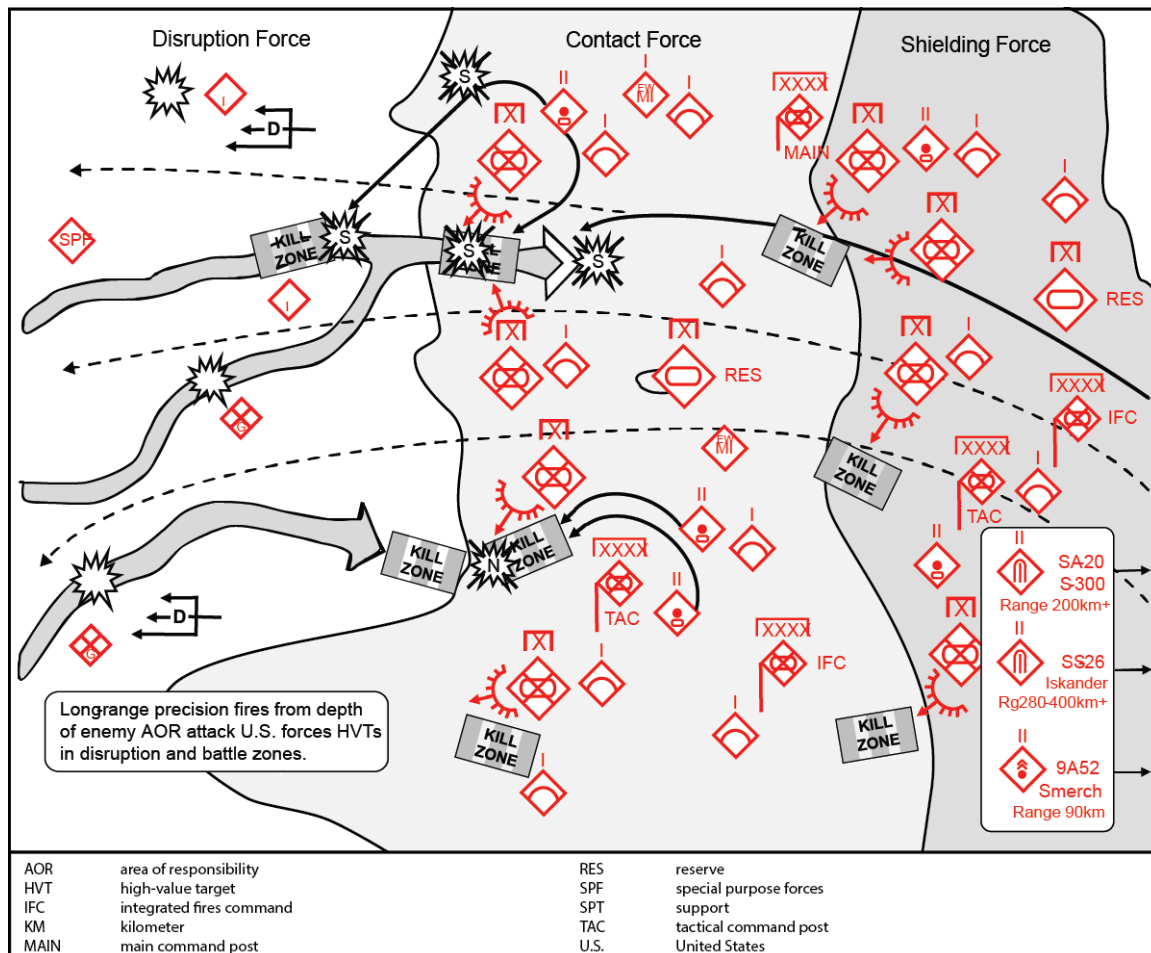 Disruption Force
Contact Force
Shielding Force
I
D
S
II
I
EW
MI
I
I
XXXX
MAIN
X
X
II
I
I
X
X
RES
SPF
KILL
ZONE
S
S
S
KILL
ZONE
I
I
X
I
X
RES
X
I
XXXX
IFC
G
X
EW
MI
KILL
ZONE
XXXX
TAC
I
II
I
KILL
ZONE
N
KILL
ZONE
XXXX
TAC
II
II
D
G
X
I
XXXX
IFC
I
X
KILL
ZONE
I
KILL
ZONE
Long-range precision fires from depth
of enemy AOR attack U.S. forces HVTs
in disruption and battle zones.
II
SA-20
S-300
Range 200km+
II
SS26
Iskander
Rg280-400km+
II
9A52
Smerch
Range 90km
AOR area of responsibility
HVT high-value target
IFC integrated fires command
KM kilometer
MAIN main command post
RES reserve
SPF special purpose forces
SPT support
TAC tactical command post
U.S. United States